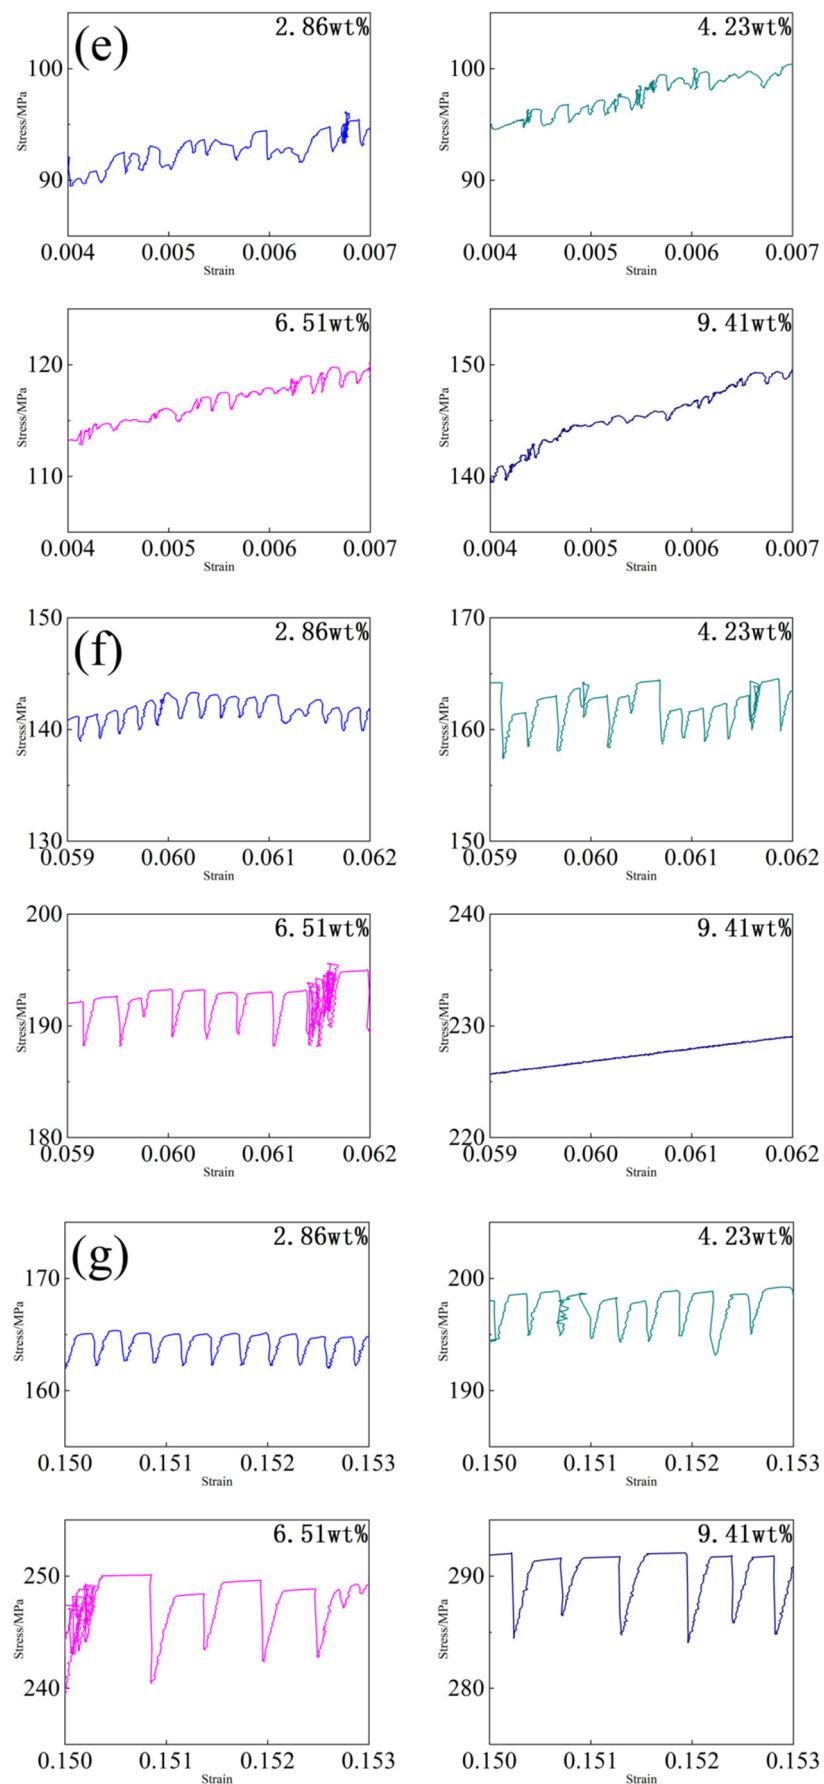 (e) 2.86wt% 4.23wt%
100 100
Stress/MPa Stress/MPa
90 90
0.004 0.005 0.006 0.007 0.004 0.005 0.006 0.007
Strain Strain
6.51wt% 9.41wt%
120 150
Stress/MPa Stress/MPa
110 140
0.004 0.005 0.006 0.007 0.004 0.005 0.006 0.007
Strain Strain
150 170
(f) 2.86wt% 4.23wt%
Stress/MPa Stress/MPa
140 160
130 150
0.059 0.060 0.061 0.062 0.059 0.060 0.061 0.062
Strain Strain
200 240
6.51wt% 9.41wt%
Stress/MPa Stress/MPa
190 230
180 220
0.059 0.060 0.061 0.062 0.059 0.060 0.061 0.062
Strain Strain
(g) 2.86wt% 4.23wt%
170 200
Stress/MPa Stress/MPa
160 190
0.150 0.151 0.152 0.153 0.150 0.151 0.152 0.153
Strain Strain
6.51wt% 9.41wt%
250 290
Stress/MPa Stress/MPa
240 280
0.150 0.151 0.152 0.153 0.150 0.151 0.152 0.153
Strain Strain